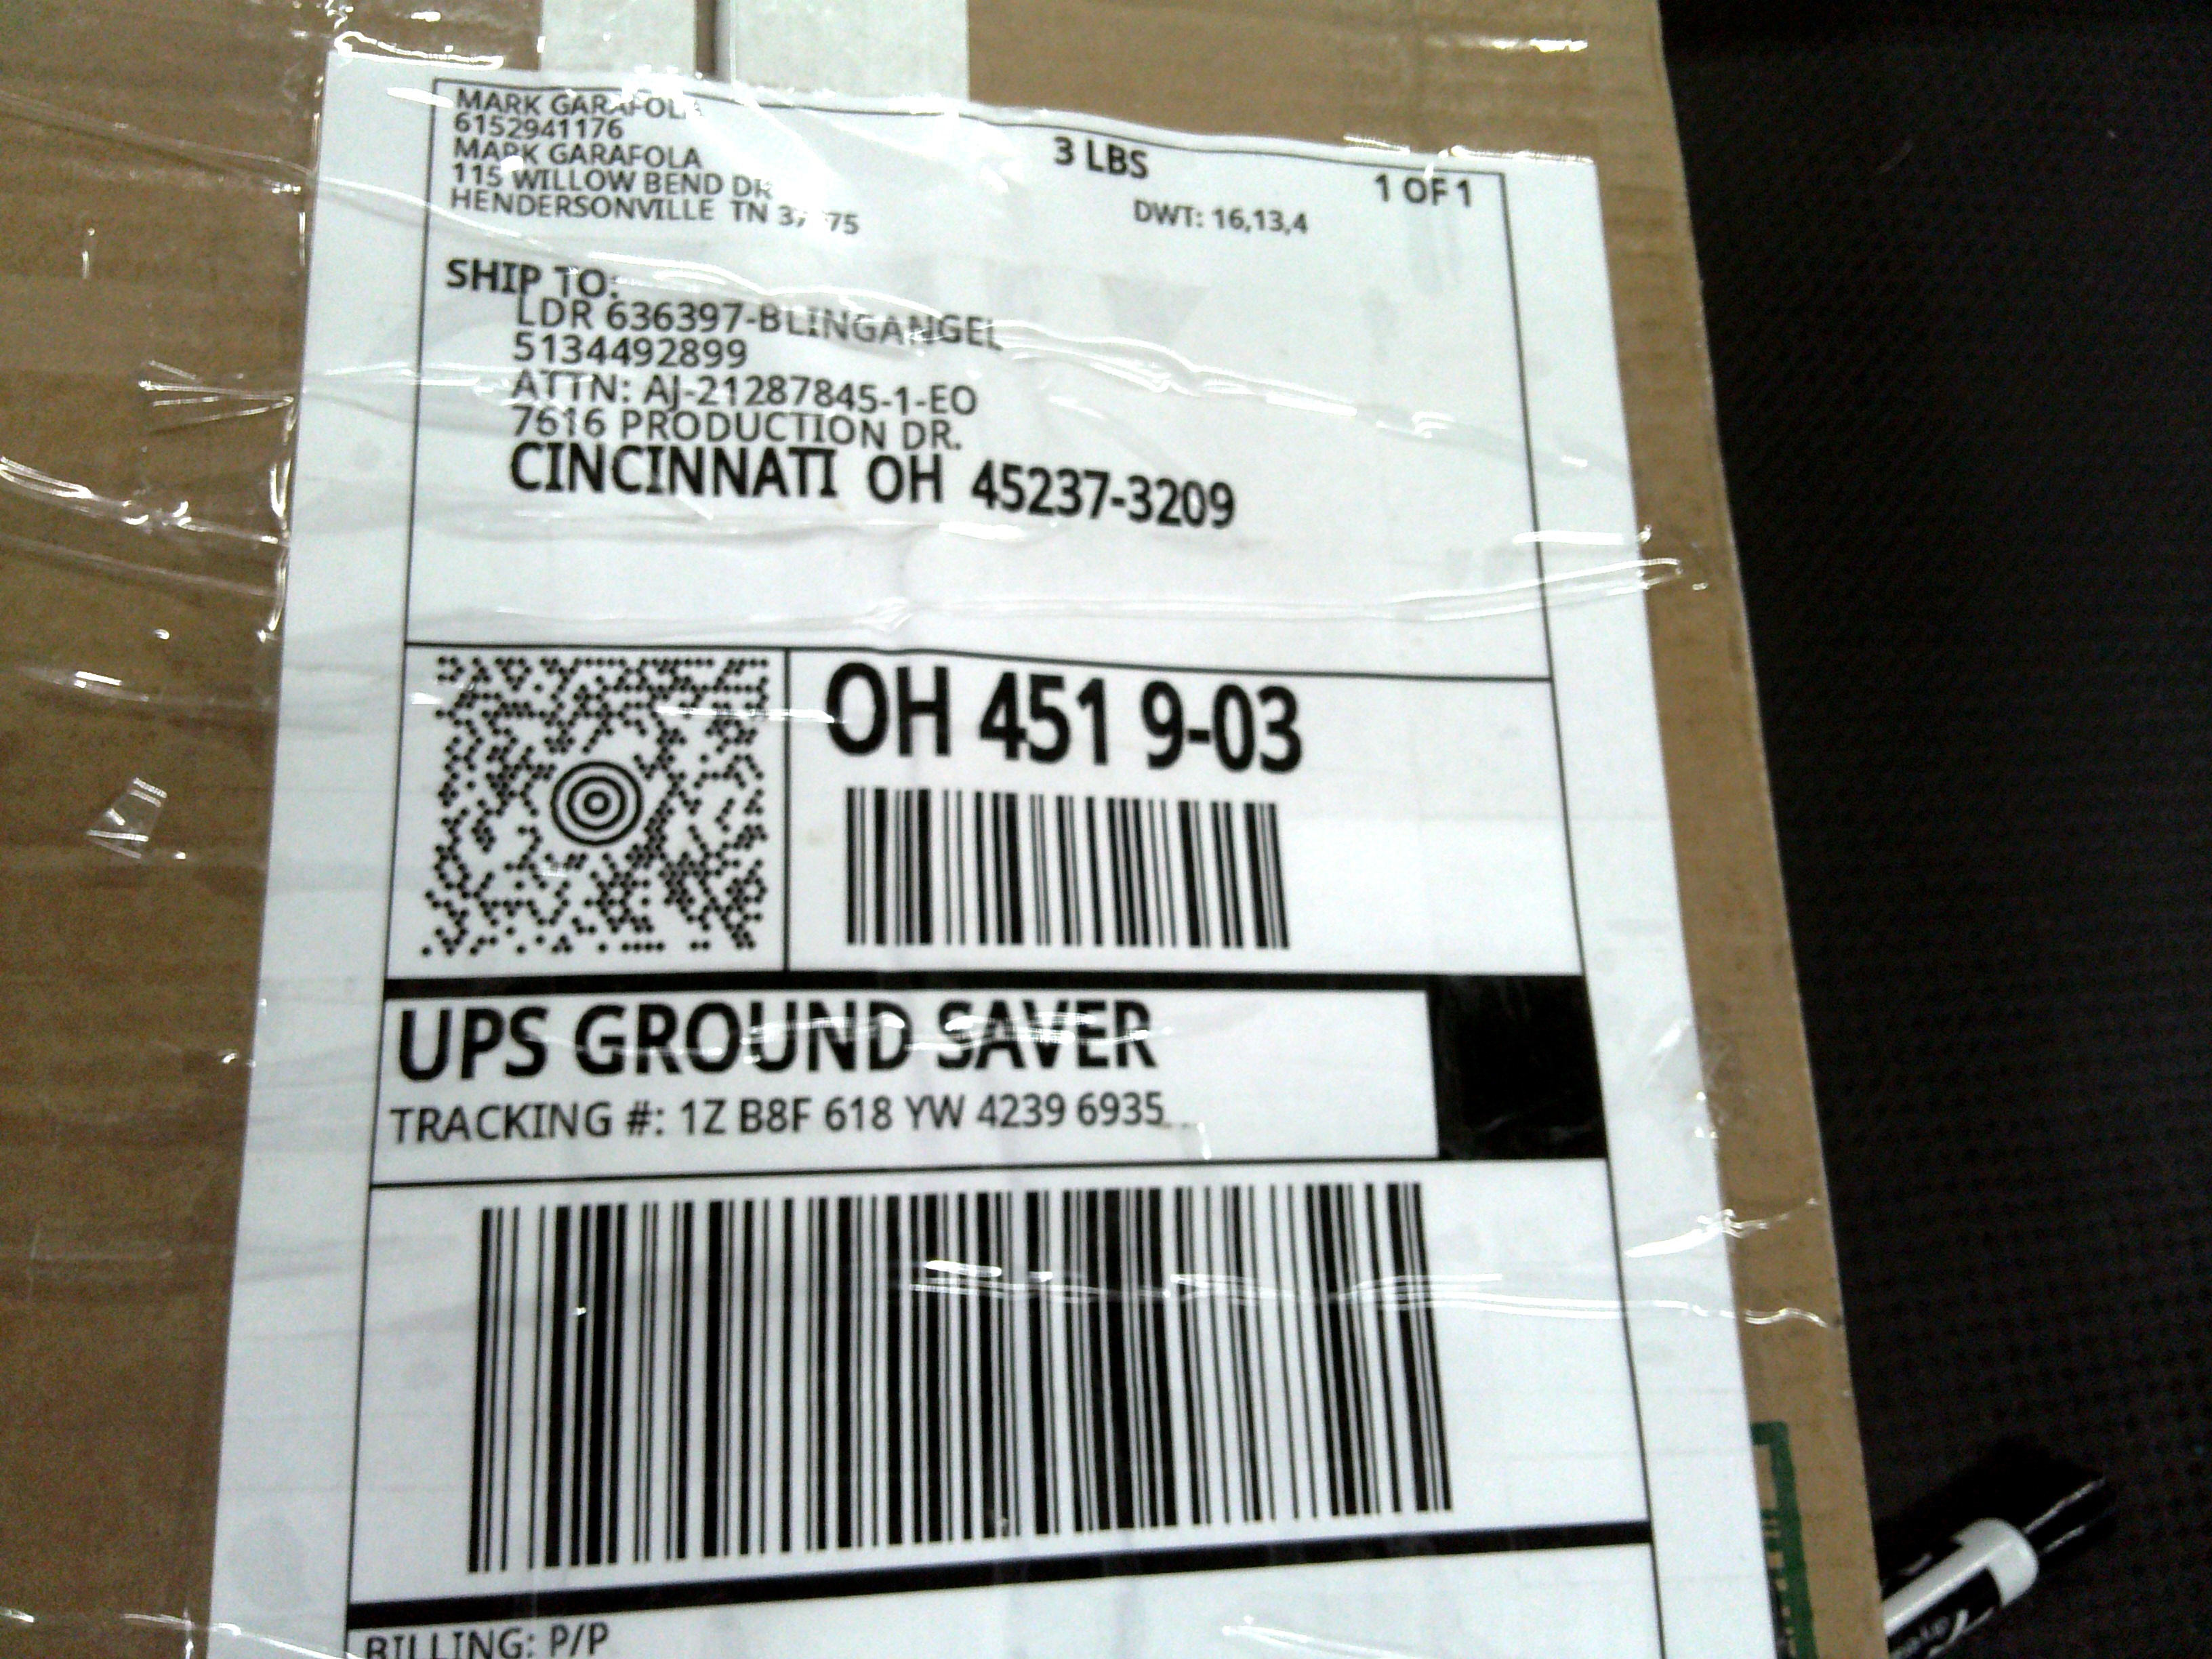 MARK GARAFOLA
6152941176
MARK GARAFOLA
115 WILLOW BEND DR
HENDERSONVILLE TN
3 LBS
1 OF 1
DWT: 16,13,4
SHIP TO:
LDR 636397-BLINGANGEL
5134492899
ATTN: AJ-21287845-1-EO
7616 PRODUCTION DR.
CINCINNATI OH 45237-3209
OH 451 9-03
UPS GROUND SAVER
TRACKING #: 1Z B8F 618 YW 4239 6935
BILLING: P/P